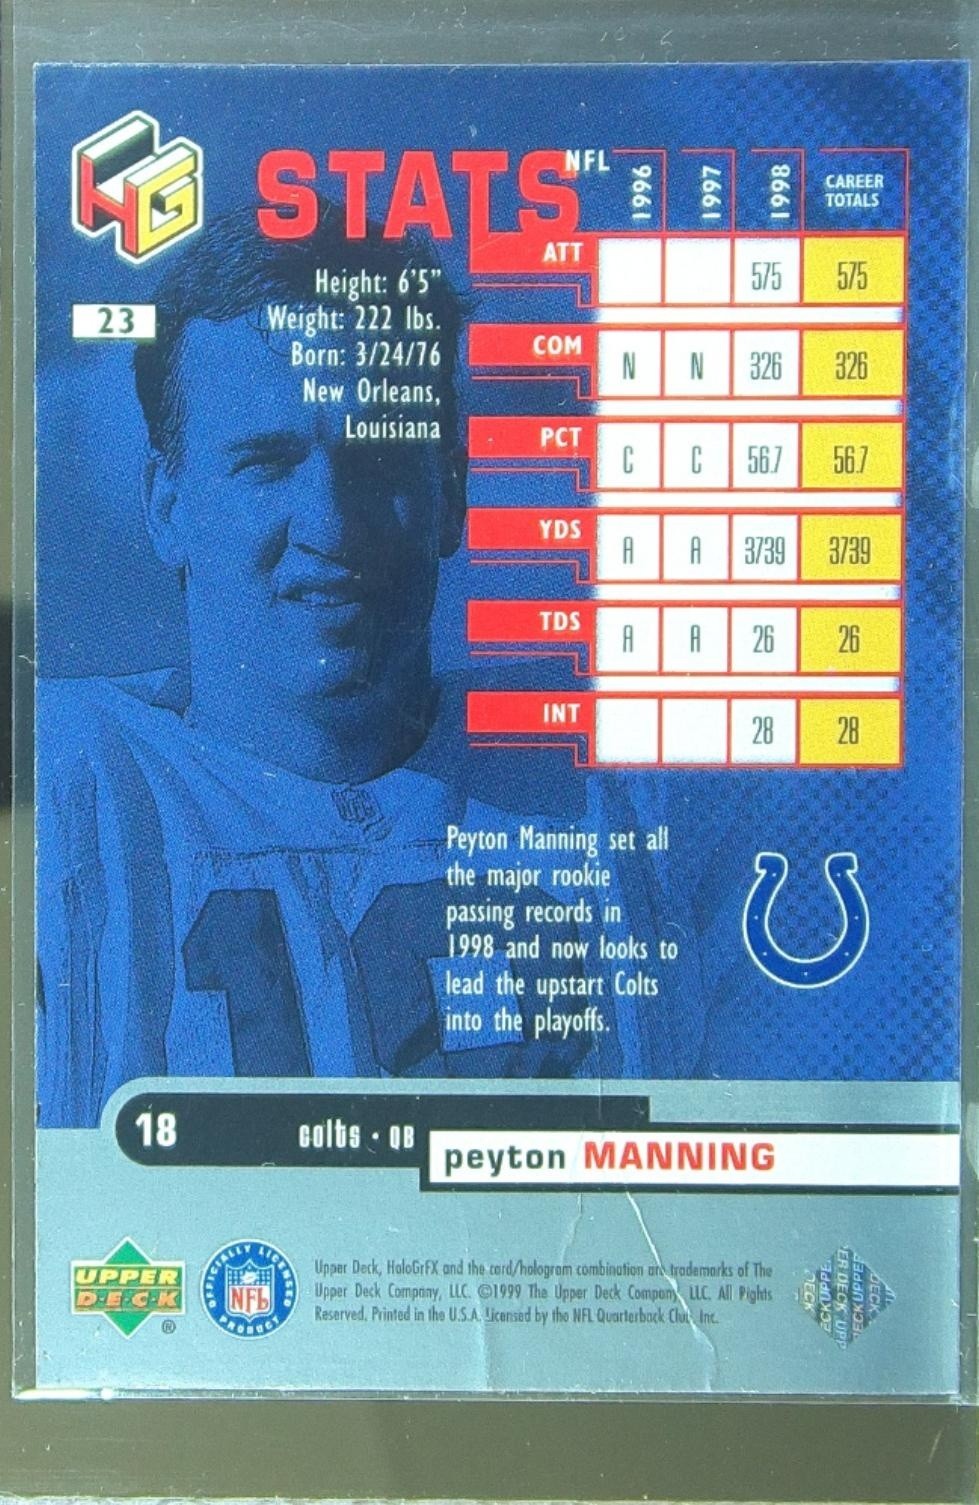 HG
STATS
NFL 1996 1997 1998 CAREER TOTALS
23
Height: 6'5"
Weight: 222 lbs.
Born: 3/24/76
New Orleans,
Louisiana
ATT 575 575
COM N N 326 326
PCT C C 56.7 56.7
YDS A A 3739 3739
TDS A A 26 26
INT 28 28
Peyton Manning set all
the major rookie
passing records in
1998 and now looks to
lead the upstart Colts
into the playoffs.
18 colts · QB
peyton MANNING
UPPER
D·E·C·K
®
OFFICIALLY LICENSED
NFL
PRODUCT
Upper Deck, HoloGrFX and the card/hologram combination are trademarks of The
Upper Deck Company, LLC. ©1999 The Upper Deck Company, LLC. All Rights
Reserved. Printed in the U.S.A. Licensed by the NFL Quarterback Club, Inc.